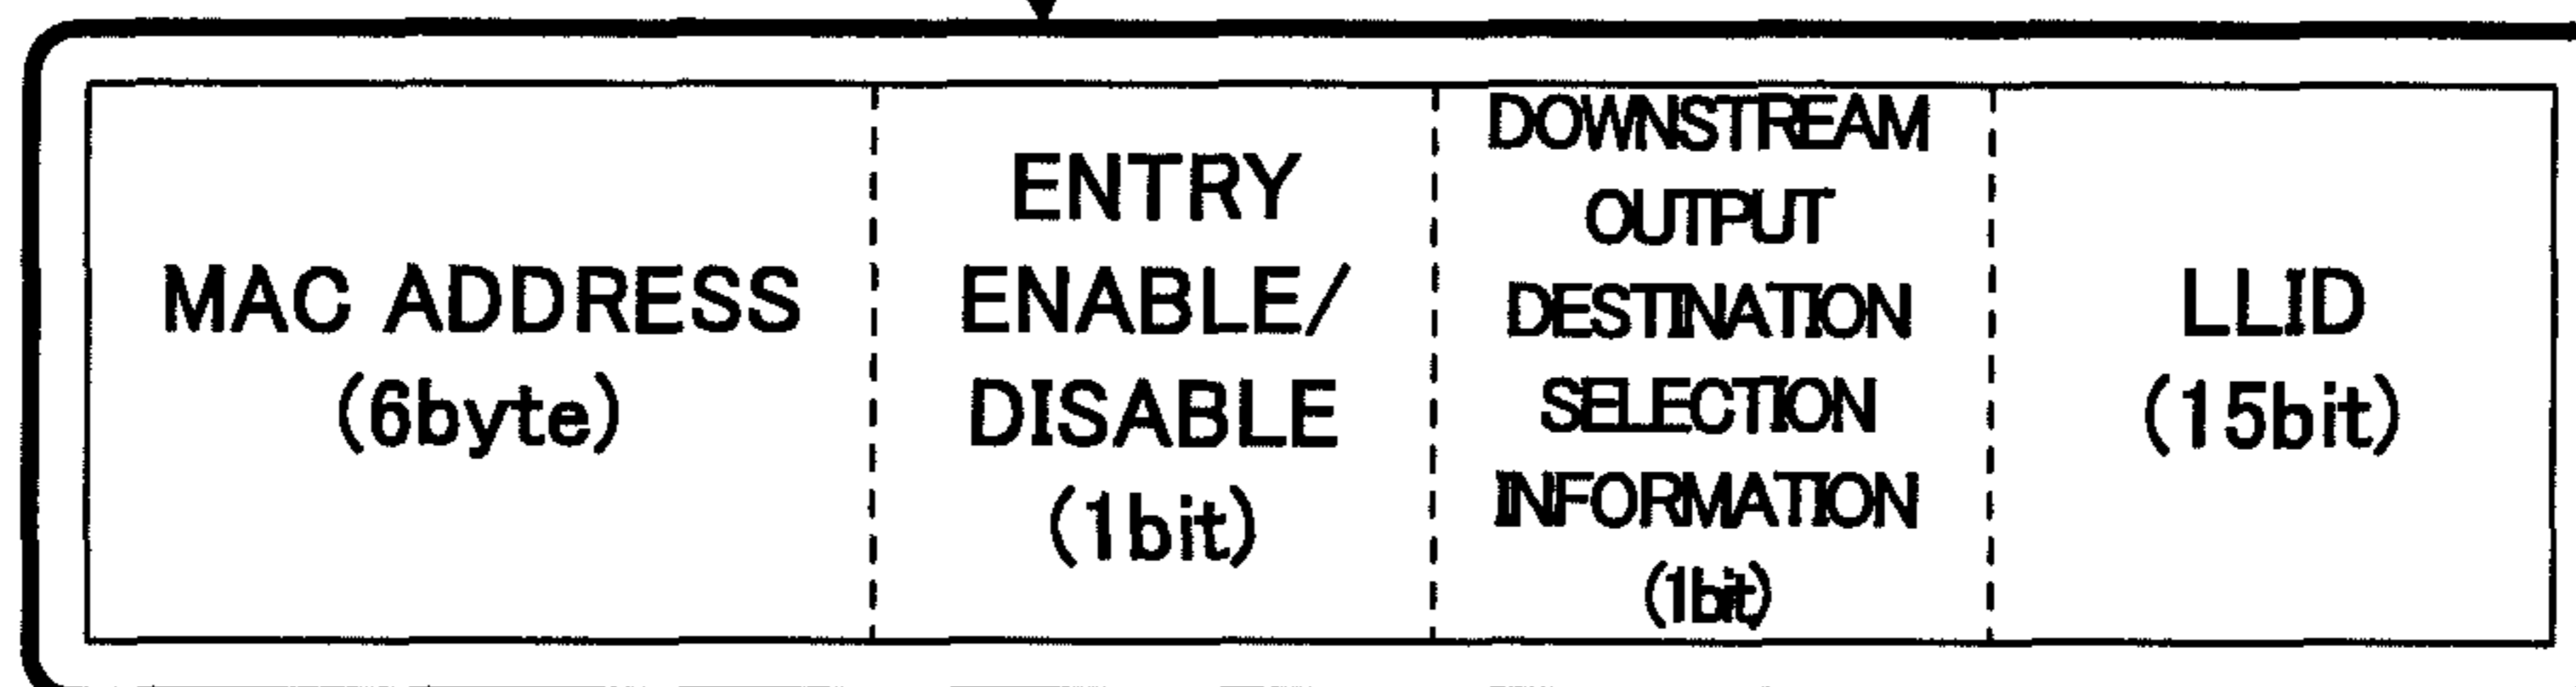 MAC ADDRESS
(6byte)
ENTRY
ENABLE/
DISABLE
(1bit)
DOWNSTREAM
OUTPUT
DESTINATION
SELECTION
INFORMATION
(1bit)
LLID
(15bit)